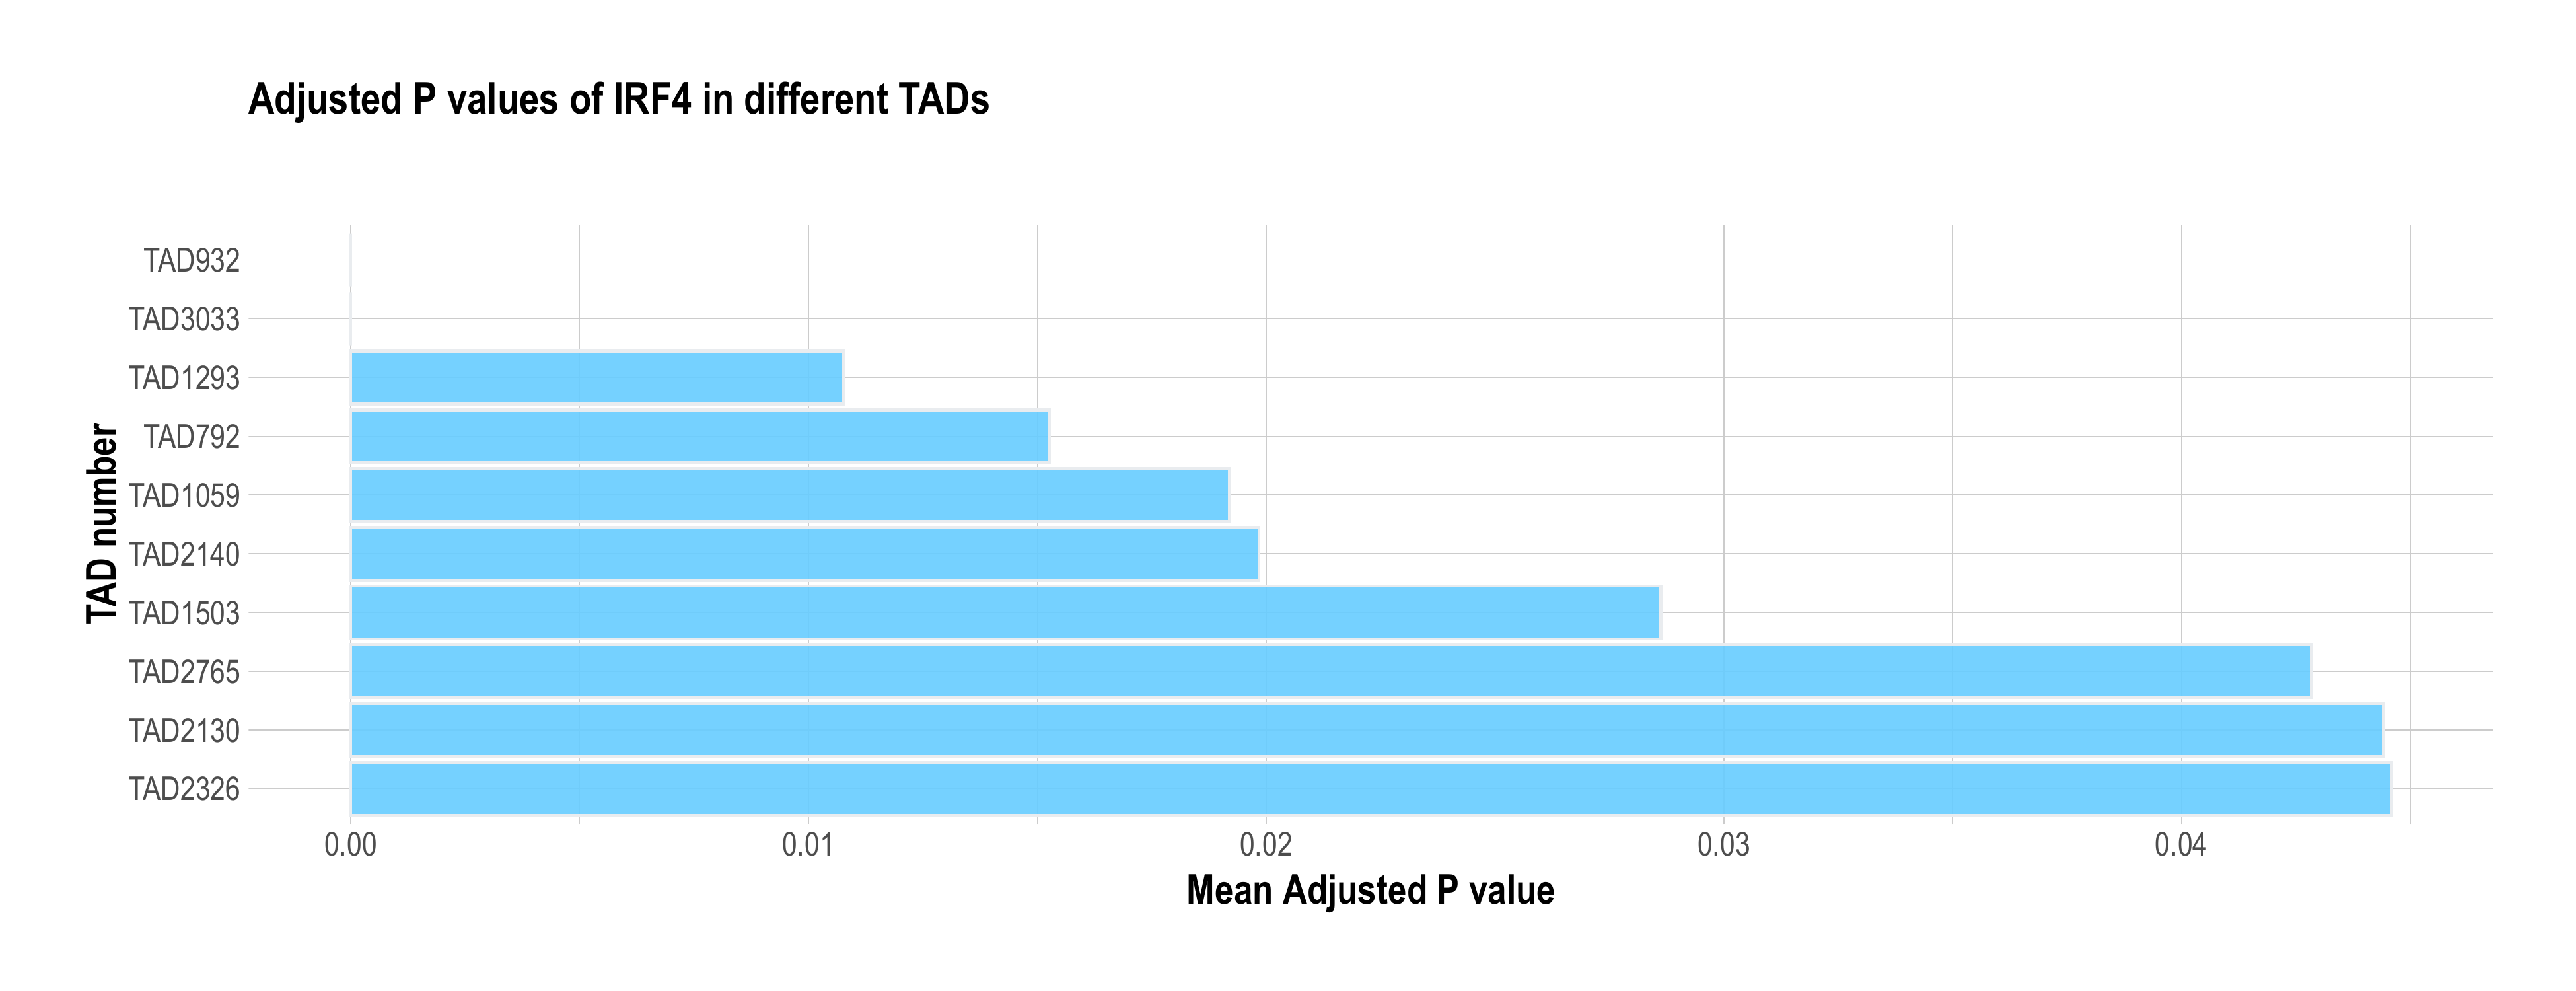 Adjusted P values of IRF4 in different TADs
TAD number
TAD932
TAD3033
TAD1293
TAD792
TAD1059
TAD2140
TAD1503
TAD2765
TAD2130
TAD2326
0.00 0.01 0.02 0.03 0.04
Mean Adjusted P value